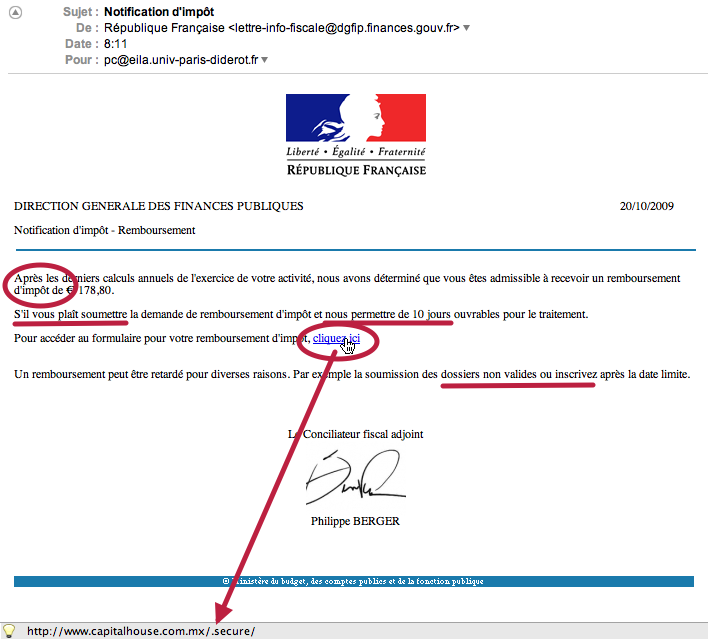 Sujet : Notification d'impôt
De : République Française <lettre-info-fiscale@dgfip.finances.gouv.fr>
Date : 8:11
Pour : pc@eila.univ-paris-diderot.fr
Liberté • Égalité • Fraternité
RÉPUBLIQUE FRANÇAISE
DIRECTION GENERALE DES FINANCES PUBLIQUES 20/10/2009
Notification d'impôt - Remboursement
Après les derniers calculs annuels de l'exercice de votre activité, nous avons déterminé que vous êtes admissible à recevoir un remboursement
d'impôt de € 178,80.
S'il vous plaît soumettre la demande de remboursement d'impôt et nous permettre de 10 jours ouvrables pour le traitement.
Pour accéder au formulaire pour votre remboursement d'impôt, cliquez ici
Un remboursement peut être retardé pour diverses raisons. Par exemple la soumission des dossiers non valides ou inscrivez après la date limite.
Le Conciliateur fiscal adjoint
Philippe BERGER
© Ministère du budget, des comptes publics et de la fonction publique
http://www.capitalhouse.com.mx/.secure/